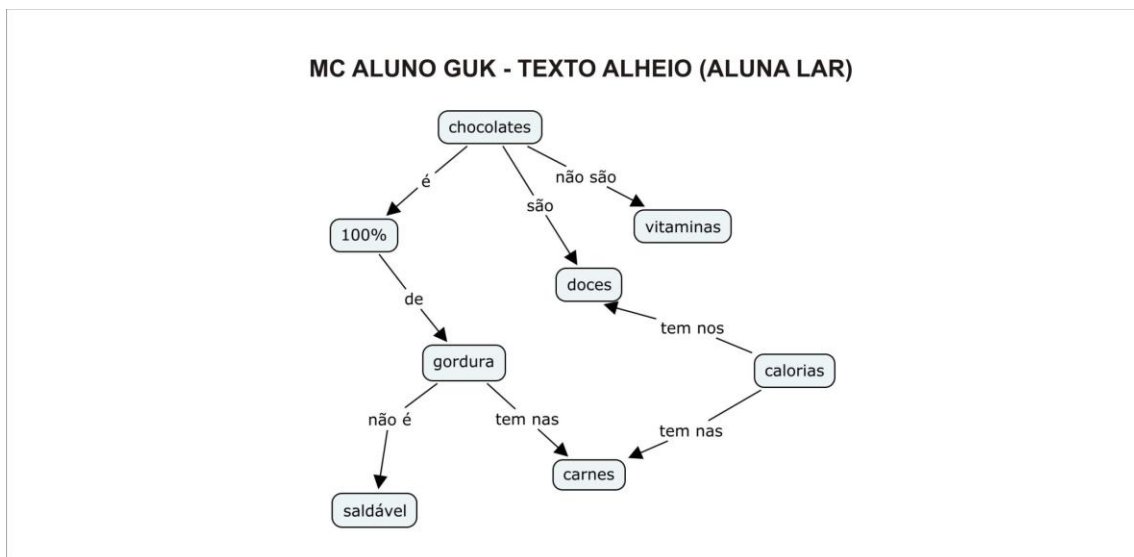 MC ALUNO GUK - TEXTO ALHEIO (ALUNA LAR)
chocolates
é
não são
são
100%
vitaminas
doces
de
tem nos
gordura
calorias
não é
tem nas
tem nas
carnes
saldável